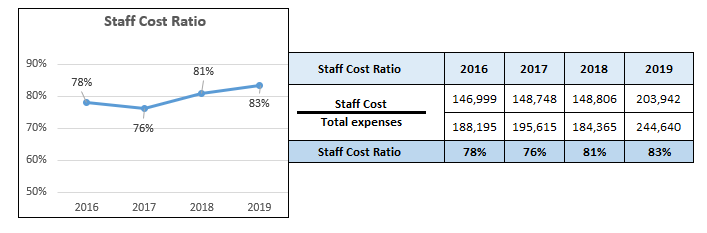 Staff Cost Ratio
90%
80%
70%
60%
50%
78%
76%
81%
83%
2016 2017 2018 2019
Staff Cost Ratio 2016 2017 2018 2019
Staff Cost 146,999 148,748 148,806 203,942
Total expenses 188,195 195,615 184,365 244,640
Staff Cost Ratio 78% 76% 81% 83%